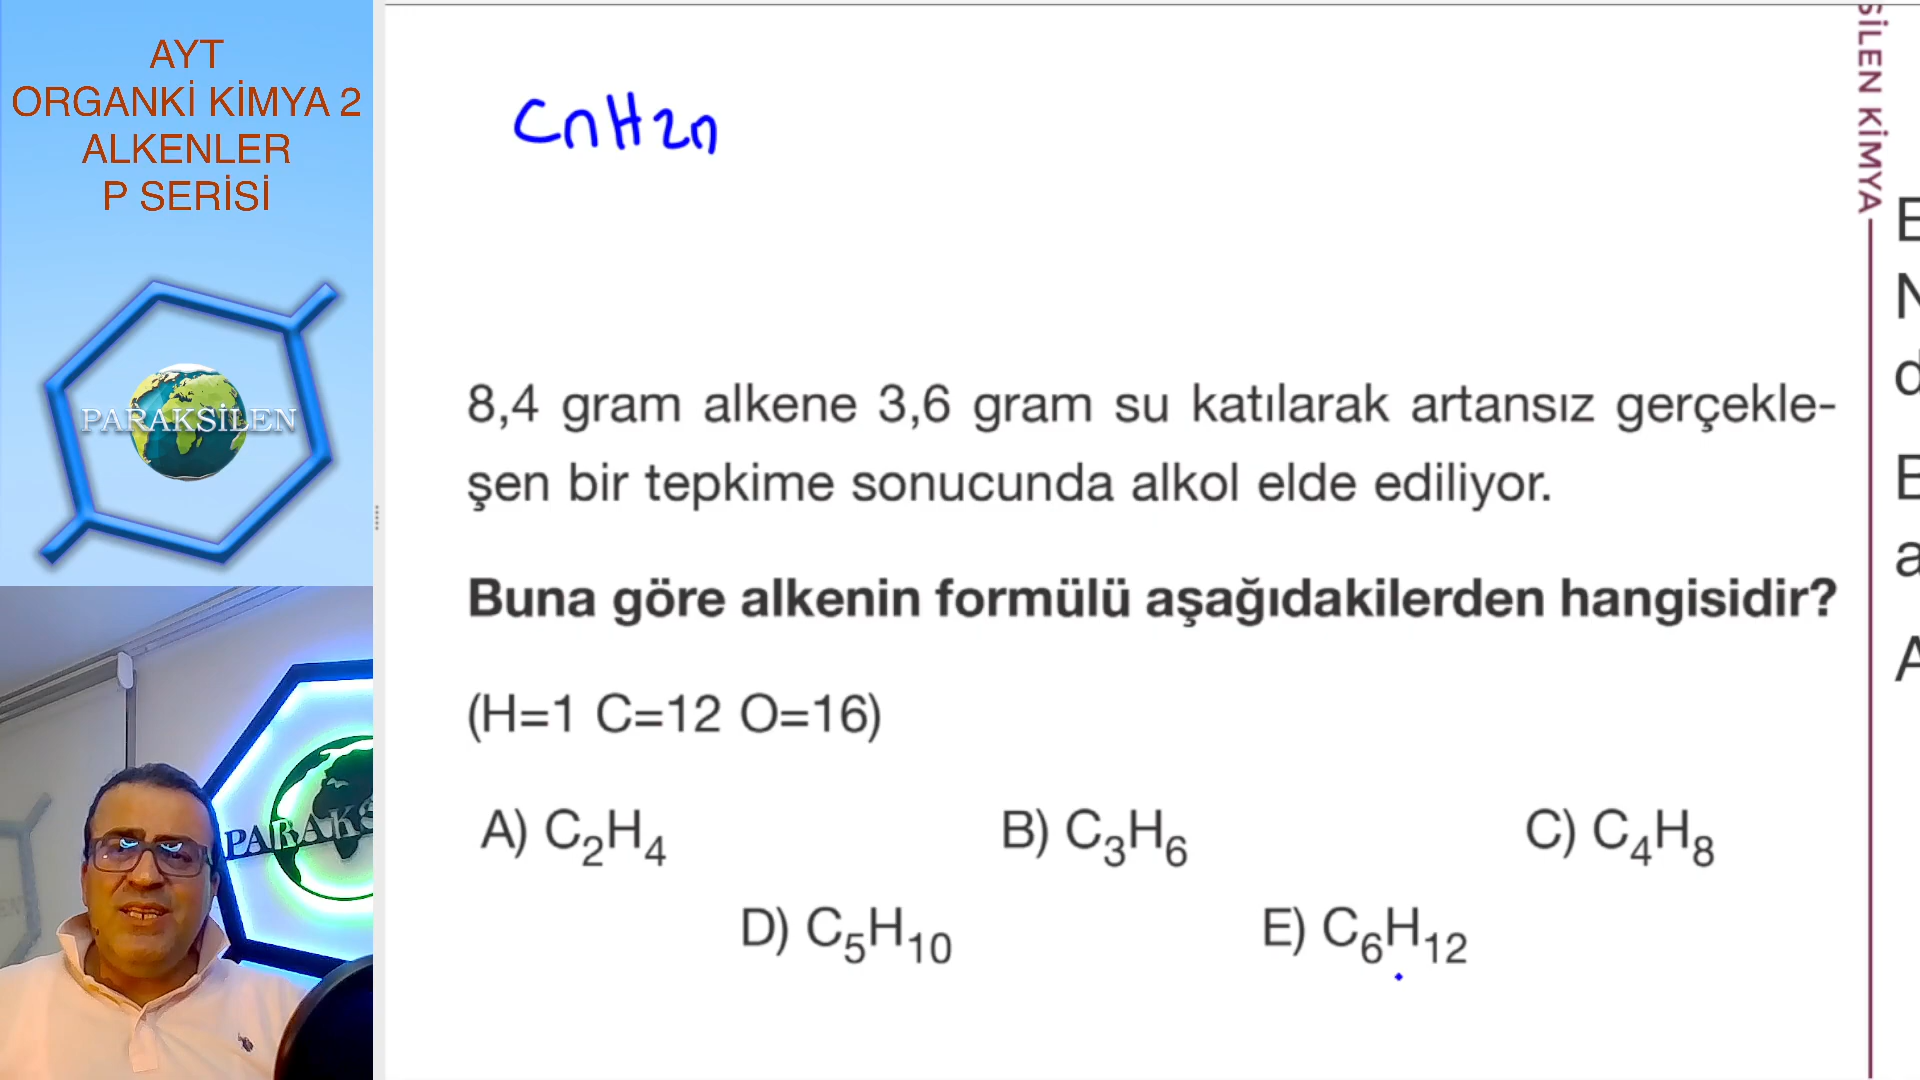 AYT
ORGANKİ KİMYA 2
ALKENLER
P SERİSİ
PARAKSİLEN
CnH2n
8,4 gram alkene 3,6 gram su katılarak artansız gerçekle-
şen bir tepkime sonucunda alkol elde ediliyor.
Buna göre alkenin formülü aşağıdakilerden hangisidir?
(H=1 C=12 O=16)
A) C₂H₄ B) C₃H₆ C) C₄H₈
D) C₅H₁₀ E) C₆H₁₂
SİLEN KİMYA